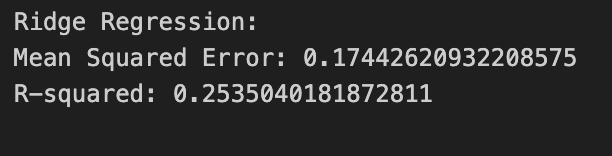 Ridge Regression:
Mean Squared Error: 0.17442620932208575
R-squared: 0.2535040181872811